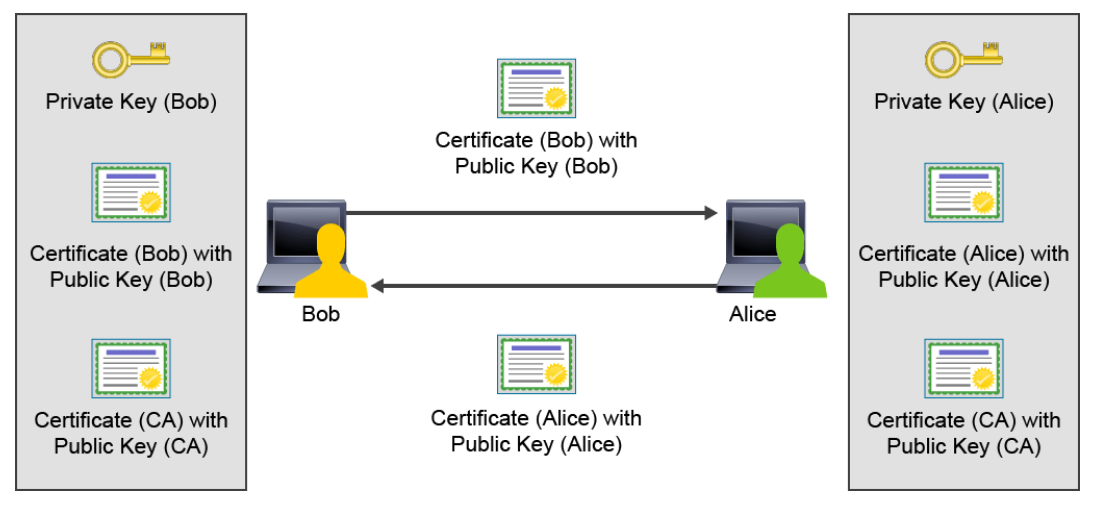 Private Key (Bob)
Certificate (Bob) with
Public Key (Bob)
Certificate (CA) with
Public Key (CA)
Certificate (Bob) with
Public Key (Bob)
Bob
Alice
Certificate (Alice) with
Public Key (Alice)
Private Key (Alice)
Certificate (Alice) with
Public Key (Alice)
Certificate (CA) with
Public Key (CA)